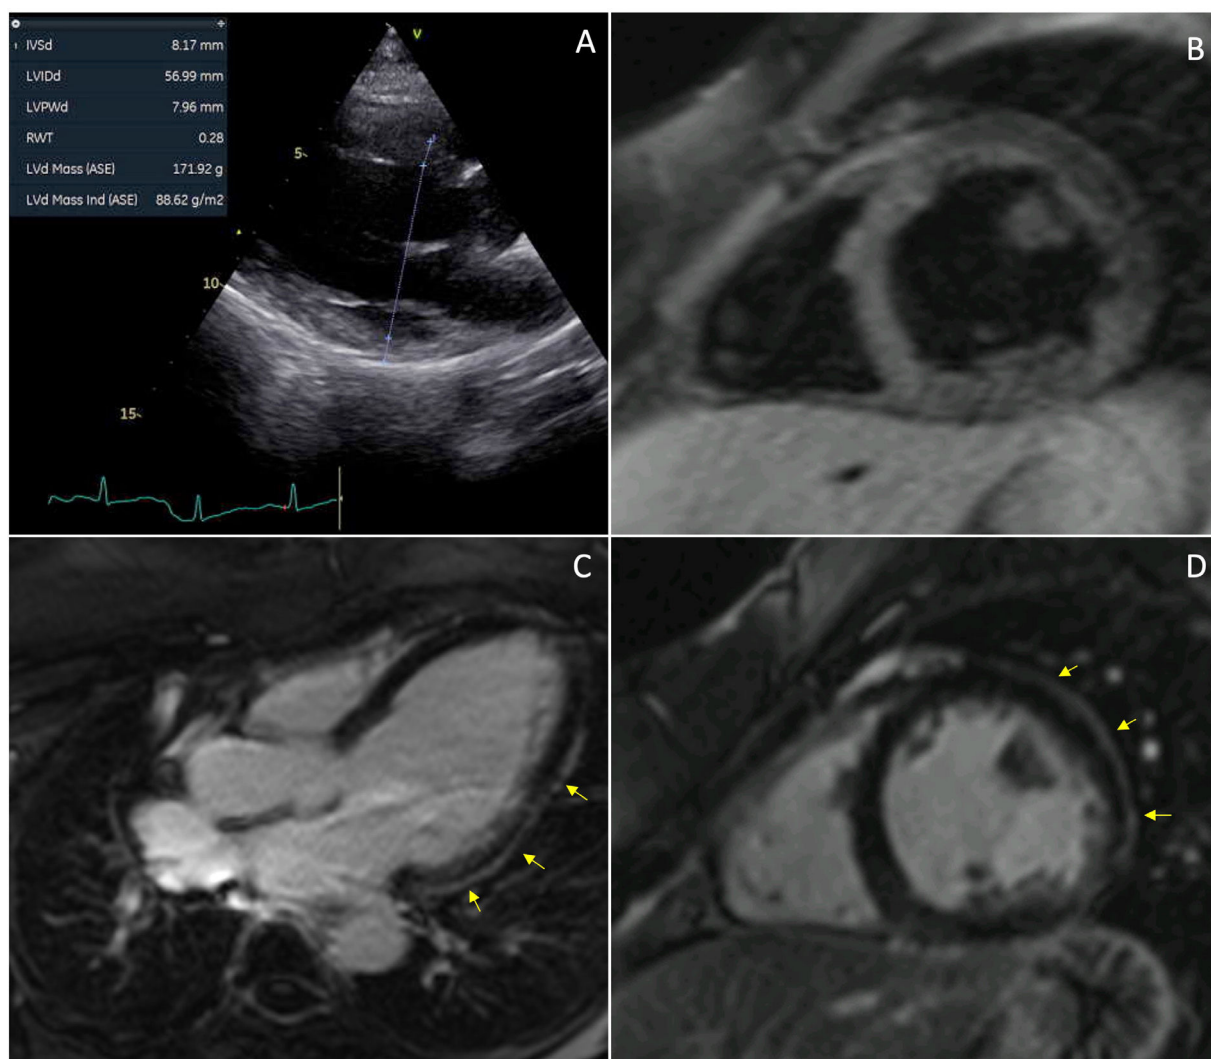 1 IVSd 8.17 mm
LVIDd 56.99 mm
LVPWd 7.96 mm
RWT 0.28
LVd Mass (ASE) 171.92 g
LVd Mass Ind (ASE) 88.62 g/m2
V
A
5
10
15
B
C
D